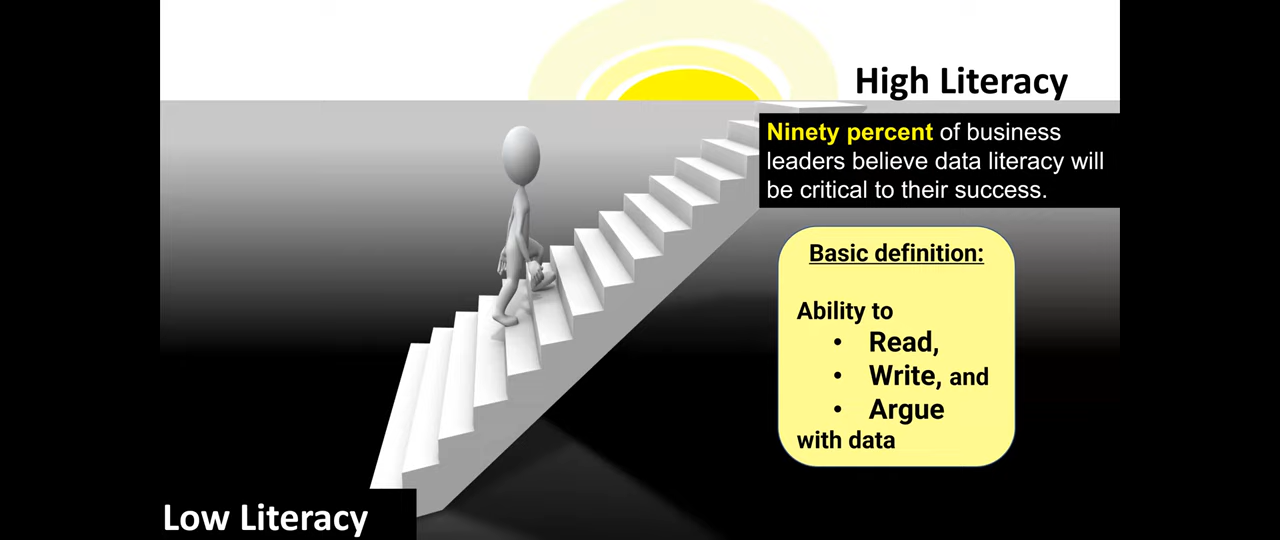 High Literacy
Ninety percent of business
leaders believe data literacy will
be critical to their success.
Basic definition:
Ability to
• Read,
• Write, and
• Argue
with data
Low Literacy